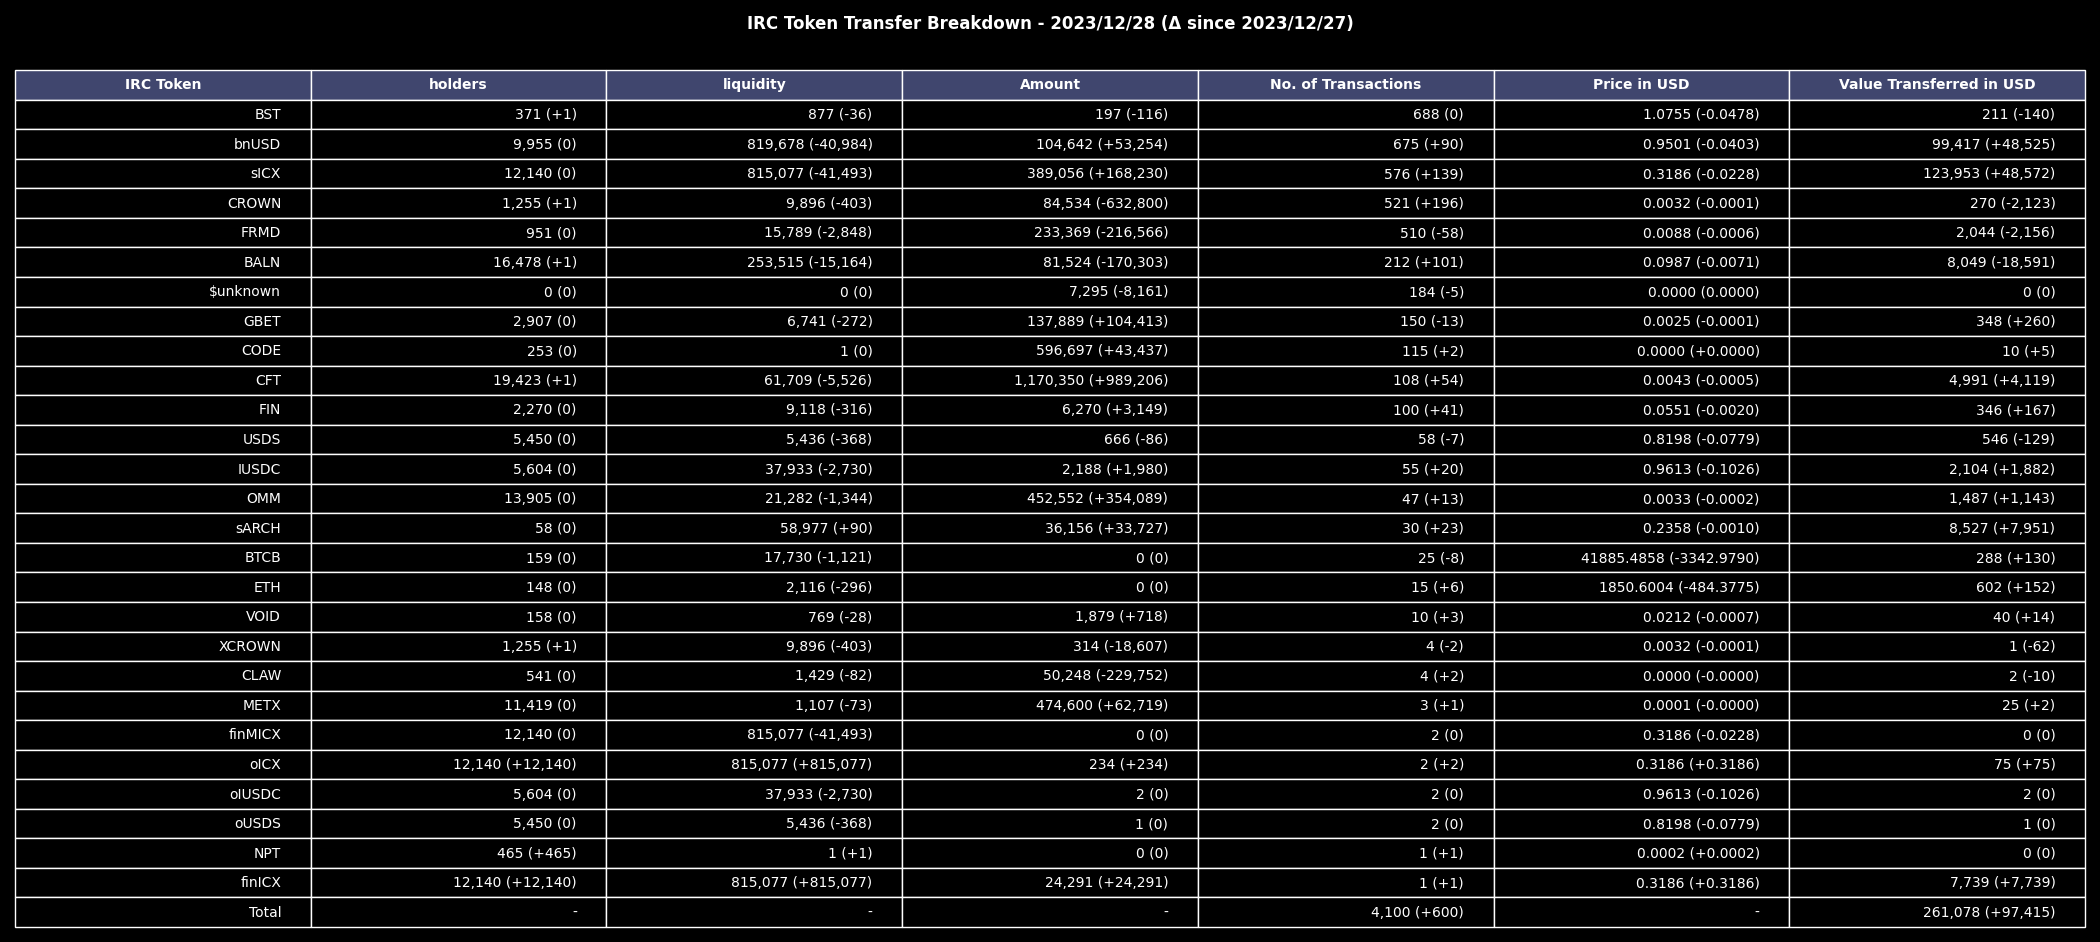 IRC Token Transfer Breakdown - 2023/12/28 (Δ since 2023/12/27)
IRC Token holders liquidity Amount No. of Transactions Price in USD Value Transferred in USD
BST 371 (+1) 877 (-36) 197 (-116) 688 (0) 1.0755 (-0.0478) 211 (-140)
bnUSD 9,955 (0) 819,678 (-40,984) 104,642 (+53,254) 675 (+90) 0.9501 (-0.0403) 99,417 (+48,525)
sICX 12,140 (0) 815,077 (-41,493) 389,056 (+168,230) 576 (+139) 0.3186 (-0.0228) 123,953 (+48,572)
CROWN 1,255 (+1) 9,896 (-403) 84,534 (-632,800) 521 (+196) 0.0032 (-0.0001) 270 (-2,123)
FRMD 951 (0) 15,789 (-2,848) 233,369 (-216,566) 510 (-58) 0.0088 (-0.0006) 2,044 (-2,156)
BALN 16,478 (+1) 253,515 (-15,164) 81,524 (-170,303) 212 (+101) 0.0987 (-0.0071) 8,049 (-18,591)
$unknown 0 (0) 0 (0) 7,295 (-8,161) 184 (-5) 0.0000 (0.0000) 0 (0)
GBET 2,907 (0) 6,741 (-272) 137,889 (+104,413) 150 (-13) 0.0025 (-0.0001) 348 (+260)
CODE 253 (0) 1 (0) 596,697 (+43,437) 115 (+2) 0.0000 (+0.0000) 10 (+5)
CFT 19,423 (+1) 61,709 (-5,526) 1,170,350 (+989,206) 108 (+54) 0.0043 (-0.0005) 4,991 (+4,119)
FIN 2,270 (0) 9,118 (-316) 6,270 (+3,149) 100 (+41) 0.0551 (-0.0020) 346 (+167)
USDS 5,450 (0) 5,436 (-368) 666 (-86) 58 (-7) 0.8198 (-0.0779) 546 (-129)
IUSDC 5,604 (0) 37,933 (-2,730) 2,188 (+1,980) 55 (+20) 0.9613 (-0.1026) 2,104 (+1,882)
OMM 13,905 (0) 21,282 (-1,344) 452,552 (+354,089) 47 (+13) 0.0033 (-0.0002) 1,487 (+1,143)
sARCH 58 (0) 58,977 (+90) 36,156 (+33,727) 30 (+23) 0.2358 (-0.0010) 8,527 (+7,951)
BTCB 159 (0) 17,730 (-1,121) 0 (0) 25 (-8) 41885.4858 (-3342.9790) 288 (+130)
ETH 148 (0) 2,116 (-296) 0 (0) 15 (+6) 1850.6004 (-484.3775) 602 (+152)
VOID 158 (0) 769 (-28) 1,879 (+718) 10 (+3) 0.0212 (-0.0007) 40 (+14)
XCROWN 1,255 (+1) 9,896 (-403) 314 (-18,607) 4 (-2) 0.0032 (-0.0001) 1 (-62)
CLAW 541 (0) 1,429 (-82) 50,248 (-229,752) 4 (+2) 0.0000 (-0.0000) 2 (-10)
METX 11,419 (0) 1,107 (-73) 474,600 (+62,719) 3 (+1) 0.0001 (-0.0000) 25 (+2)
finMICX 12,140 (0) 815,077 (-41,493) 0 (0) 2 (0) 0.3186 (-0.0228) 0 (0)
oICX 12,140 (+12,140) 815,077 (+815,077) 234 (+234) 2 (+2) 0.3186 (+0.3186) 75 (+75)
oIUSDC 5,604 (0) 37,933 (-2,730) 2 (0) 2 (0) 0.9613 (-0.1026) 2 (0)
oUSDS 5,450 (0) 5,436 (-368) 1 (0) 2 (0) 0.8198 (-0.0779) 1 (0)
NPT 465 (+465) 1 (+1) 0 (0) 1 (+1) 0.0002 (+0.0002) 0 (0)
finICX 12,140 (+12,140) 815,077 (+815,077) 24,291 (+24,291) 1 (+1) 0.3186 (+0.3186) 7,739 (+7,739)
Total - - - 4,100 (+600) - 261,078 (+97,415)